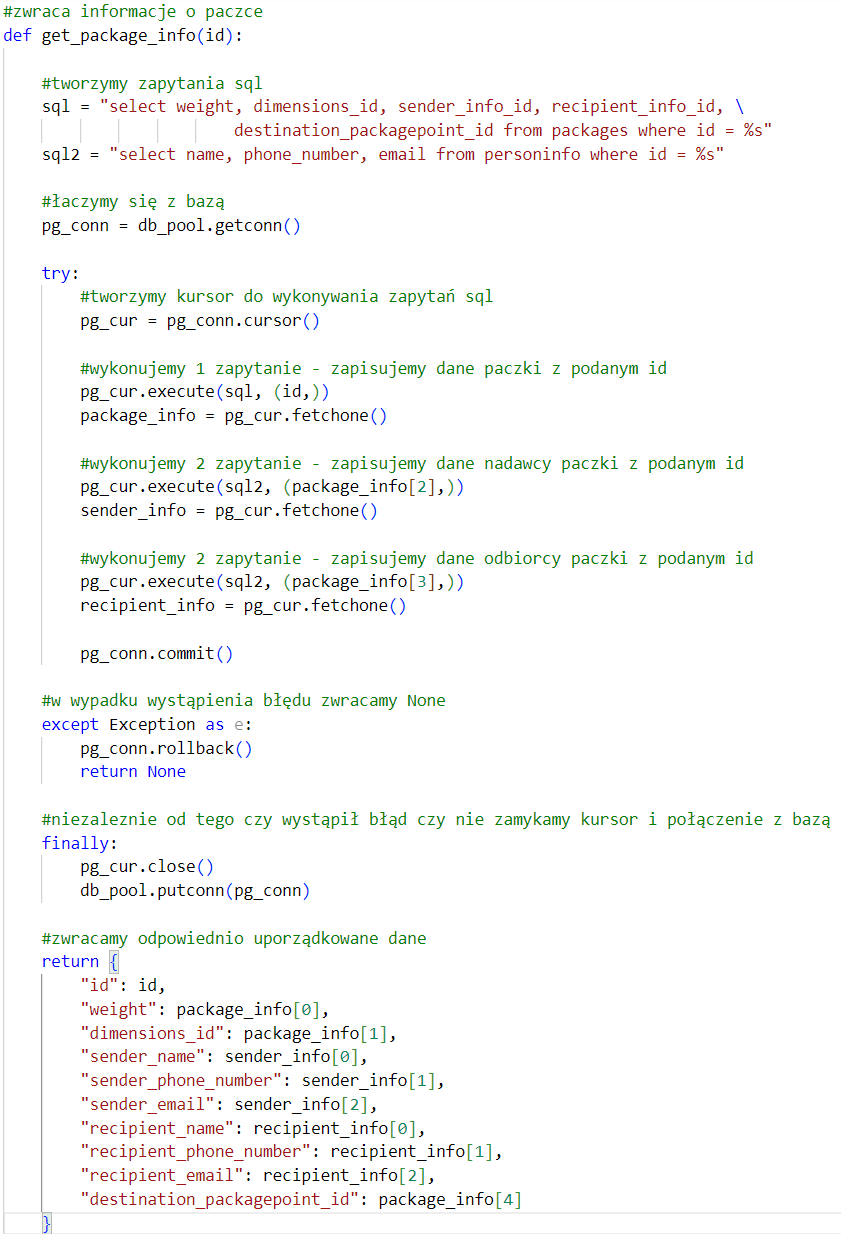 #zwraca informacje o paczce
def get_package_info(id):
#tworzymy zapytania sql
sql = "select weight, dimensions_id, sender_info_id, recipient_info_id, \
destination_packagepoint_id from packages where id = %s"
sql2 = "select name, phone_number, email from personinfo where id = %s"
#łaczymy się z bazą
pg_conn = db_pool.getconn()
try:
#tworzymy kursor do wykonywania zapytań sql
pg_cur = pg_conn.cursor()
#wykonujemy 1 zapytanie - zapisujemy dane paczki z podanym id
pg_cur.execute(sql, (id,))
package_info = pg_cur.fetchone()
#wykonujemy 2 zapytanie - zapisujemy dane nadawcy paczki z podanym id
pg_cur.execute(sql2, (package_info[2],))
sender_info = pg_cur.fetchone()
#wykonujemy 2 zapytanie - zapisujemy dane odbiorcy paczki z podanym id
pg_cur.execute(sql2, (package_info[3],))
recipient_info = pg_cur.fetchone()
pg_conn.commit()
#w wypadku wystąpienia błędu zwracamy None
except Exception as e:
pg_conn.rollback()
return None
#niezaleznie od tego czy wystąpił błąd czy nie zamykamy kursor i połączenie z bazą
finally:
pg_cur.close()
db_pool.putconn(pg_conn)
#zwracamy odpowiednio uporządkowane dane
return {
"id": id,
"weight": package_info[0],
"dimensions_id": package_info[1],
"sender_name": sender_info[0],
"sender_phone_number": sender_info[1],
"sender_email": sender_info[2],
"recipient_name": recipient_info[0],
"recipient_phone_number": recipient_info[1],
"recipient_email": recipient_info[2],
"destination_packagepoint_id": package_info[4]
}